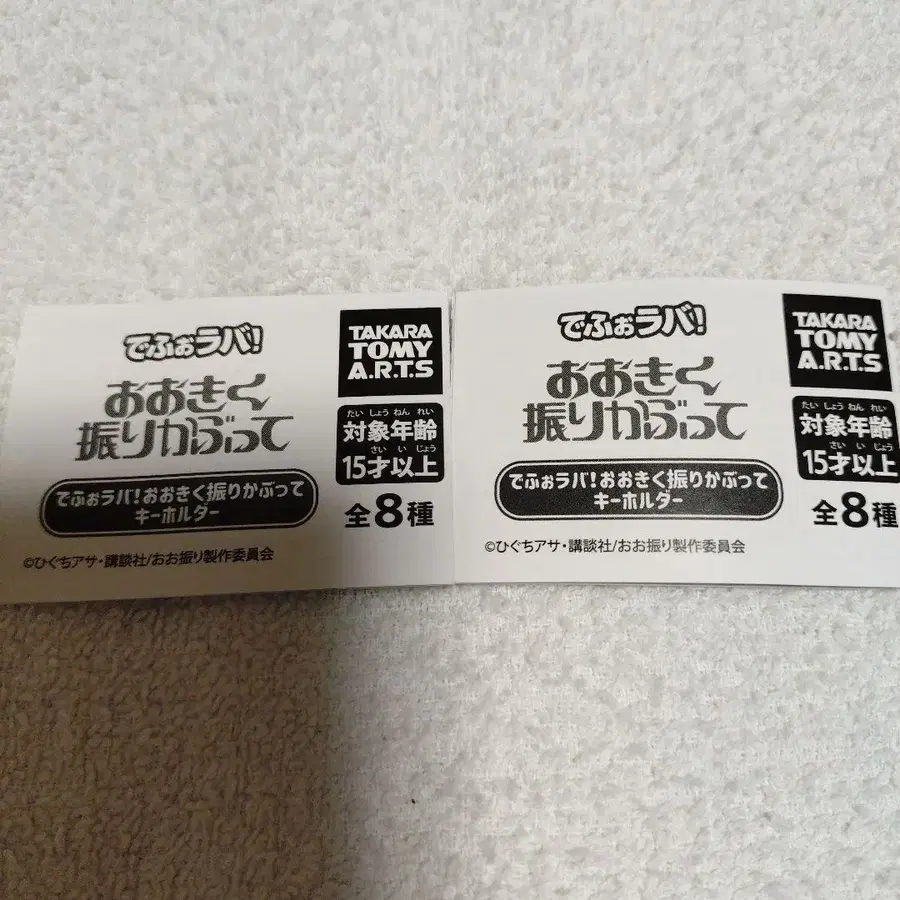 でふぉラバ!
おおきく
振りかぶって
でふぉラバ!おおきく振りかぶって
キーホルダー
©ひぐちアサ・講談社/おお振り製作委員会
TAKARA
TOMY
A.R.T.S
たいしょうねんれい
対象年齢
さいいじょう
15才以上
全8種
でふぉラバ!
おおきく
振りかぶって
でふぉラバ!おおきく振りかぶって
キーホルダー
©ひぐちアサ・講談社/おお振り製作委員会
TAKARA
TOMY
A.R.T.S
たいしょうねんれい
対象年齢
さいいじょう
15才以上
全8種